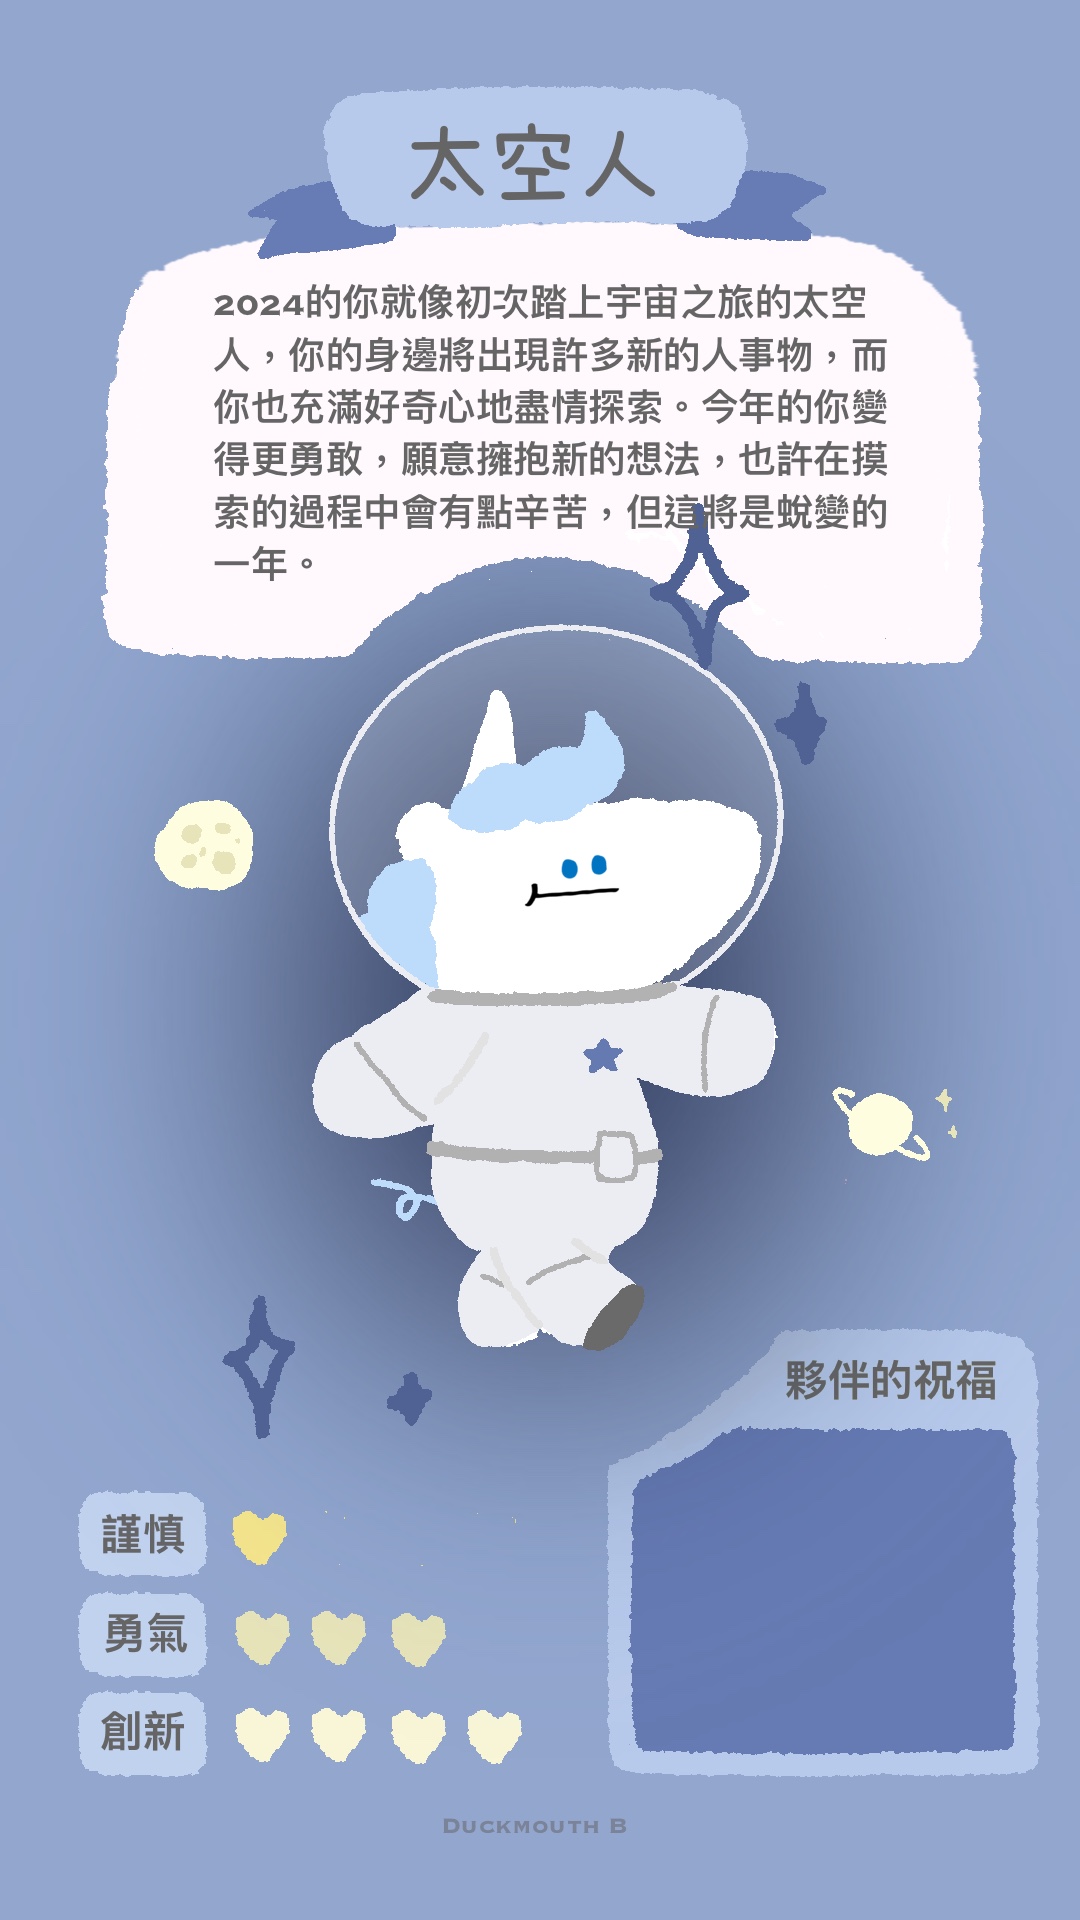 太空人
2024的你就像初次踏上宇宙之旅的太空
人，你的身邊將出現許多新的人事物，而
你也充滿好奇心地盡情探索。今年的你變
得更勇敢，願意擁抱新的想法，也許在摸
索的過程中會有點辛苦，但這將是蛻變的
一年。
夥伴的祝福
謹慎
勇氣
創新
Duckmouth B